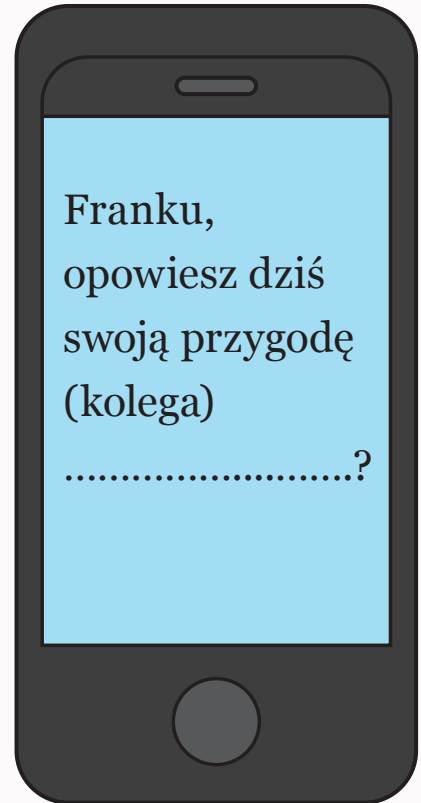 Franku,
opowiesz dziś
swoją przygodę
(kolega)
............................?